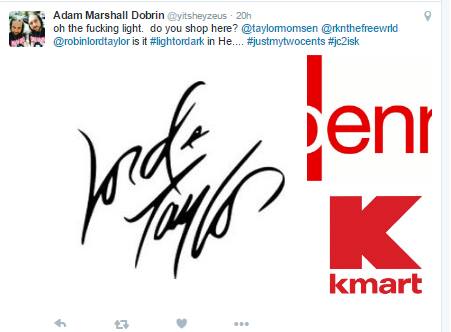 Adam Marshall Dobrin @yitsheyzeus · 20h
oh the fucking light. do you shop here? @taylormomsen @rknthefreewrld
@robinlordtaylor is it #lightordark in He.... #justmytwocents #jc2isk
Lord &
Taylor
enn
kmart